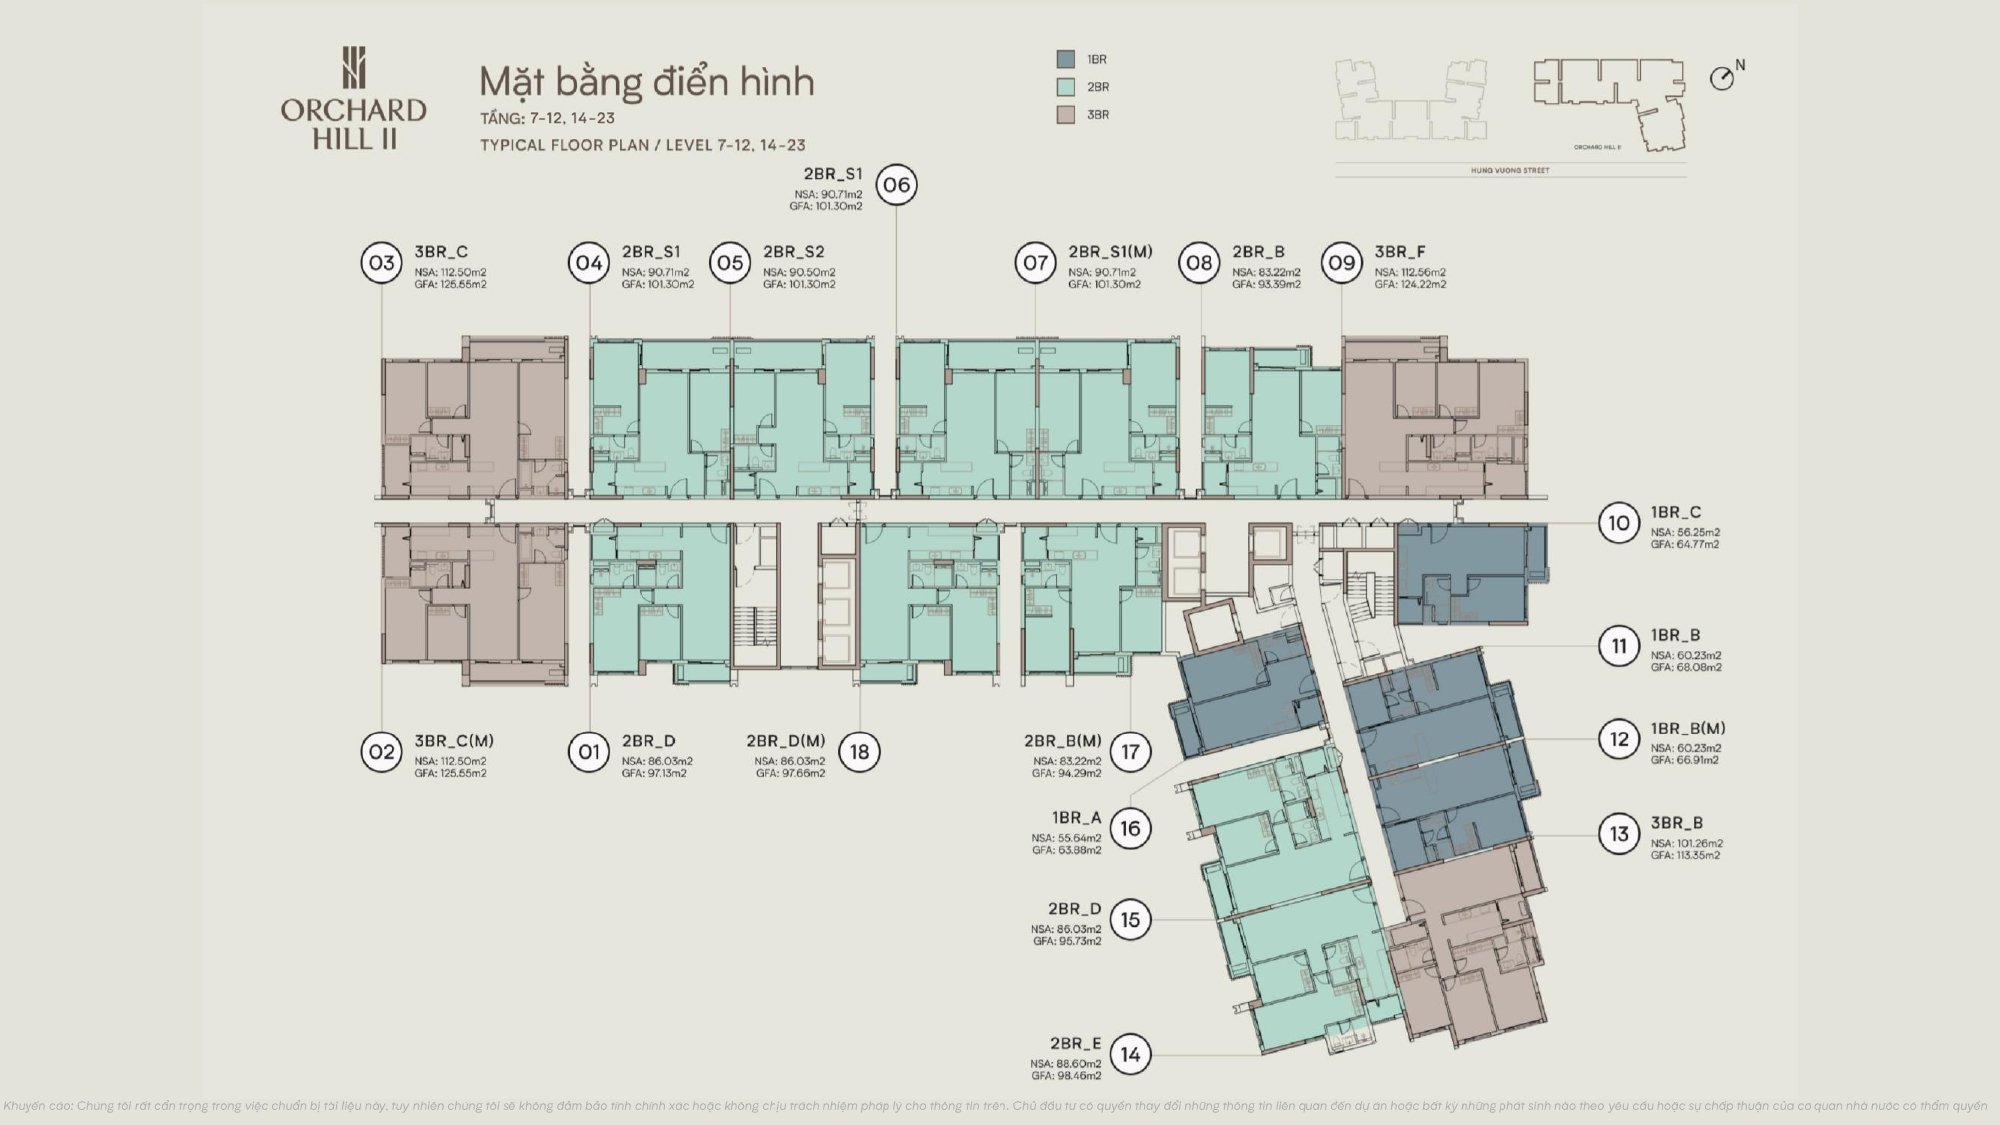 ORCHARD
HILL II
Mặt bằng điển hình
TẦNG: 7-12, 14-23
TYPICAL FLOOR PLAN / LEVEL 7-12, 14-23
1BR
2BR
3BR
N
ORCHARD HILL II
HUNG VUONG STREET
2BR_S1
NSA: 90.71m2
GFA: 101.30m2
06
03
3BR_C
NSA: 112.50m2
GFA: 125.55m2
04
2BR_S1
NSA: 90.71m2
GFA: 101.30m2
05
2BR_S2
NSA: 90.50m2
GFA: 101.30m2
07
2BR_S1(M)
NSA: 90.71m2
GFA: 101.30m2
08
2BR_B
NSA: 83.22m2
GFA: 93.39m2
09
3BR_F
NSA: 112.56m2
GFA: 124.22m2
10
1BR_C
NSA: 56.25m2
GFA: 64.77m2
11
1BR_B
NSA: 60.23m2
GFA: 68.08m2
12
1BR_B(M)
NSA: 60.23m2
GFA: 66.91m2
13
3BR_B
NSA: 101.26m2
GFA: 113.35m2
02
3BR_C(M)
NSA: 112.50m2
GFA: 125.55m2
01
2BR_D
NSA: 86.03m2
GFA: 97.13m2
2BR_D(M)
NSA: 86.03m2
GFA: 97.66m2
18
2BR_B(M)
NSA: 83.22m2
GFA: 94.29m2
17
1BR_A
NSA: 55.64m2
GFA: 63.88m2
16
2BR_D
NSA: 86.03m2
GFA: 95.73m2
15
2BR_E
NSA: 88.60m2
GFA: 98.46m2
14
Khuyến cáo: Chúng tôi rất cẩn trọng trong việc chuẩn bị tài liệu này, tuy nhiên chúng tôi sẽ không đảm bảo tính chính xác hoặc không chịu trách nhiệm pháp lý cho thông tin trên. Chủ đầu tư có quyền thay đổi những thông tin liên quan đến dự án hoặc bất kỳ những phát sinh nào theo yêu cầu hoặc sự chấp thuận của cơ quan nhà nước có thẩm quyền